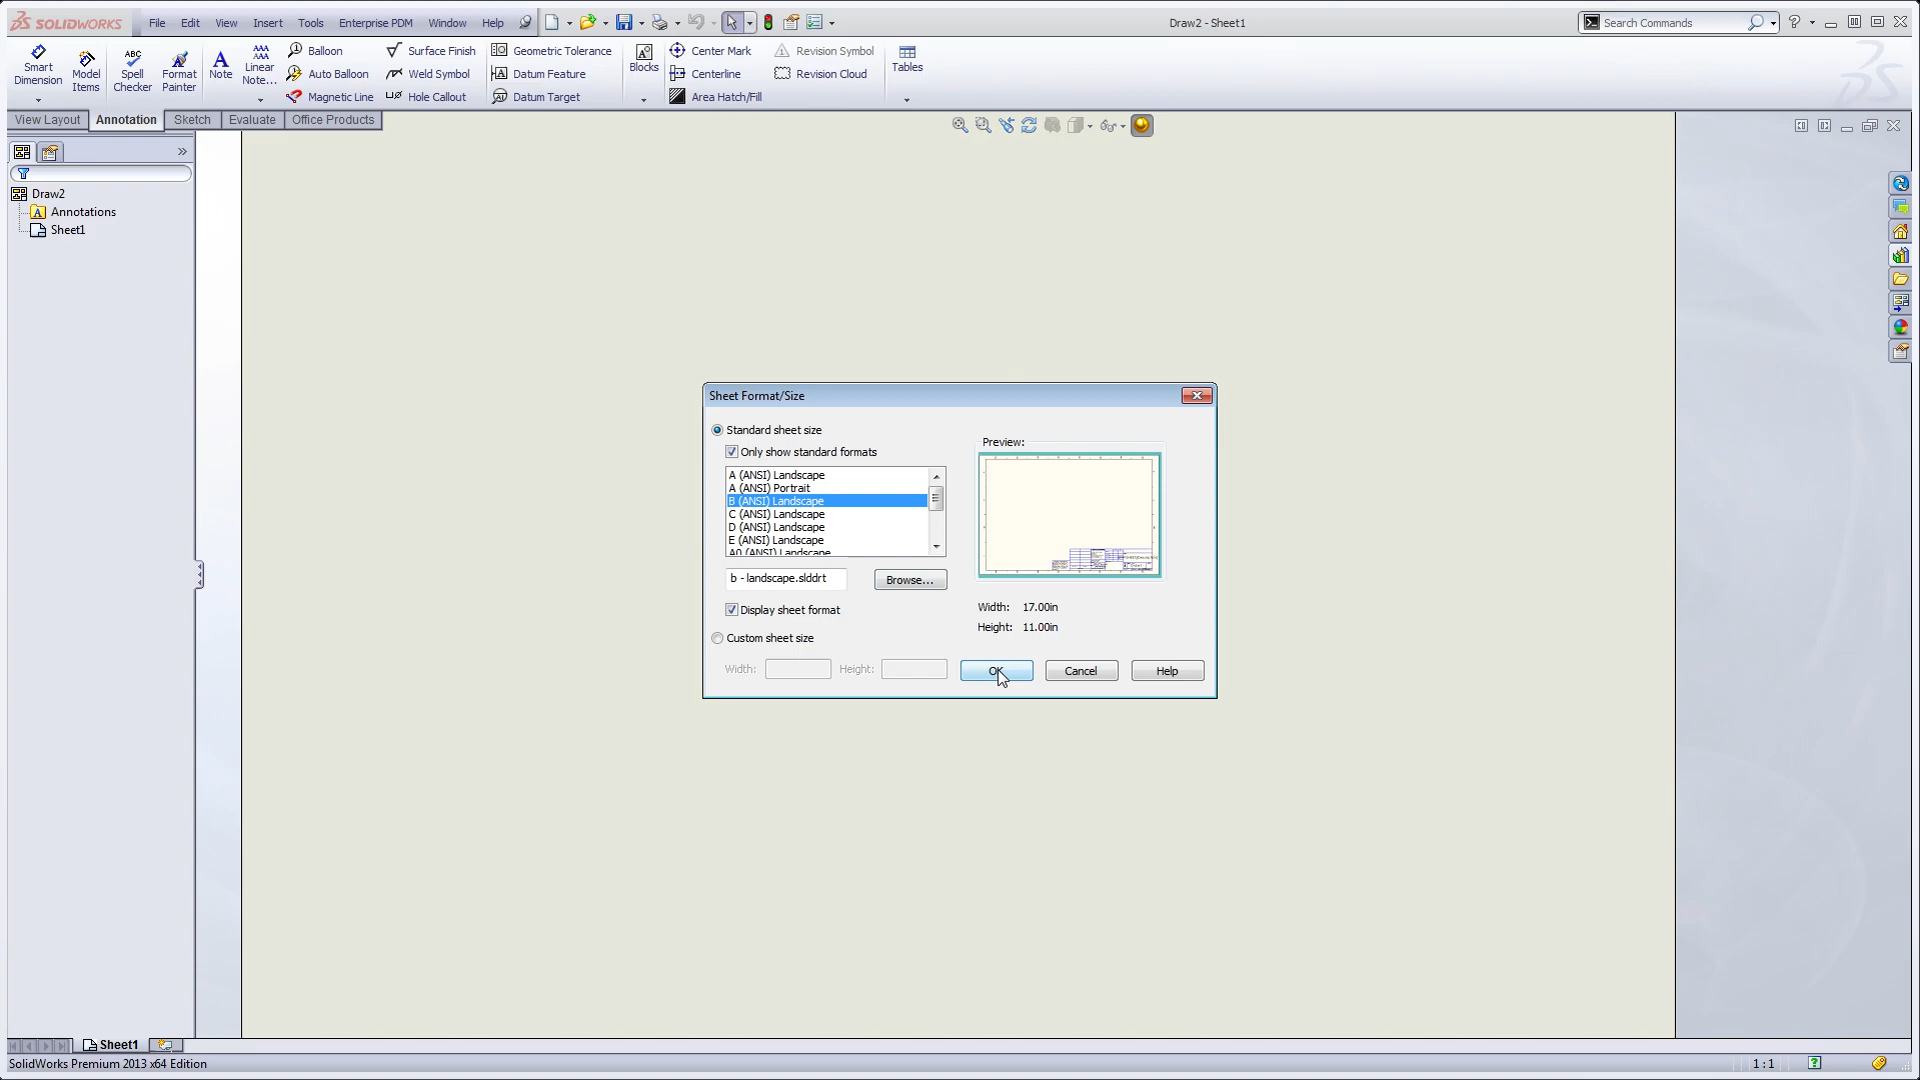 SOLIDWORKS File Edit View Insert Tools Enterprise PDM Window Help Draw2 - Sheet1 Search Commands
Smart Dimension
Model Items
ABC
Spell Checker
Format Painter
Note
Linear Note...
Balloon
Auto Balloon
Magnetic Line
Surface Finish
Weld Symbol
Hole Callout
Geometric Tolerance
Datum Feature
Datum Target
Blocks
Center Mark
Centerline
Area Hatch/Fill
Revision Symbol
Revision Cloud
Tables
View Layout Annotation Sketch Evaluate Office Products
Draw2
Annotations
Sheet1
Sheet Format/Size
Standard sheet size
Only show standard formats
A (ANSI) Landscape
A (ANSI) Portrait
B (ANSI) Landscape
C (ANSI) Landscape
D (ANSI) Landscape
E (ANSI) Landscape
A0 (ANSI) Landscape
b - landscape.slddrt
Browse...
Display sheet format
Custom sheet size
Width: Height:
Preview:
Width: 17.00in
Height: 11.00in
OK Cancel Help
Sheet1
SolidWorks Premium 2013 x64 Edition 1:1